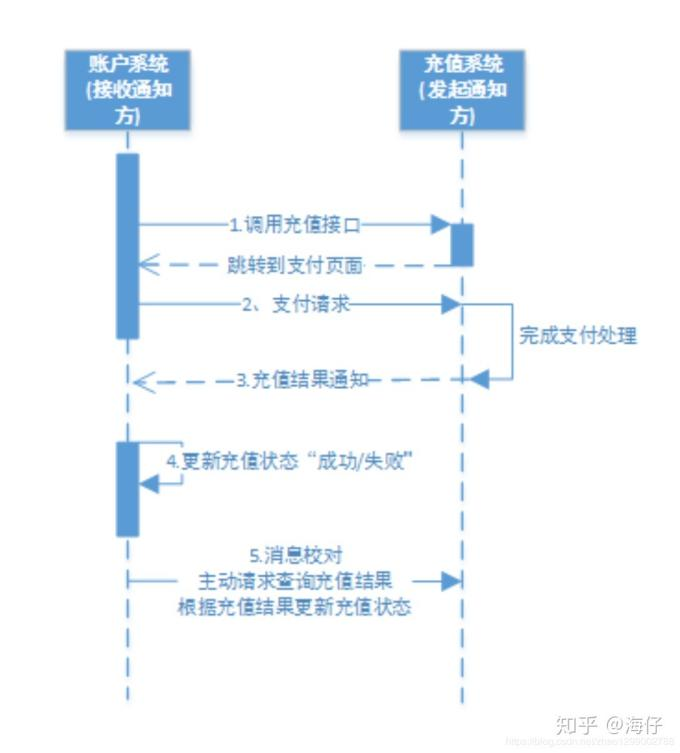 账户系统
(接收通知
方)
充值系统
(发起通知
方)
1.调用充值接口
跳转到支付页面
2、支付请求
完成支付处理
3.充值结果通知
4.更新充值状态“成功/失败”
5.消息校对
主动请求查询充值结果
根据充值结果更新充值状态
知乎 @海仔